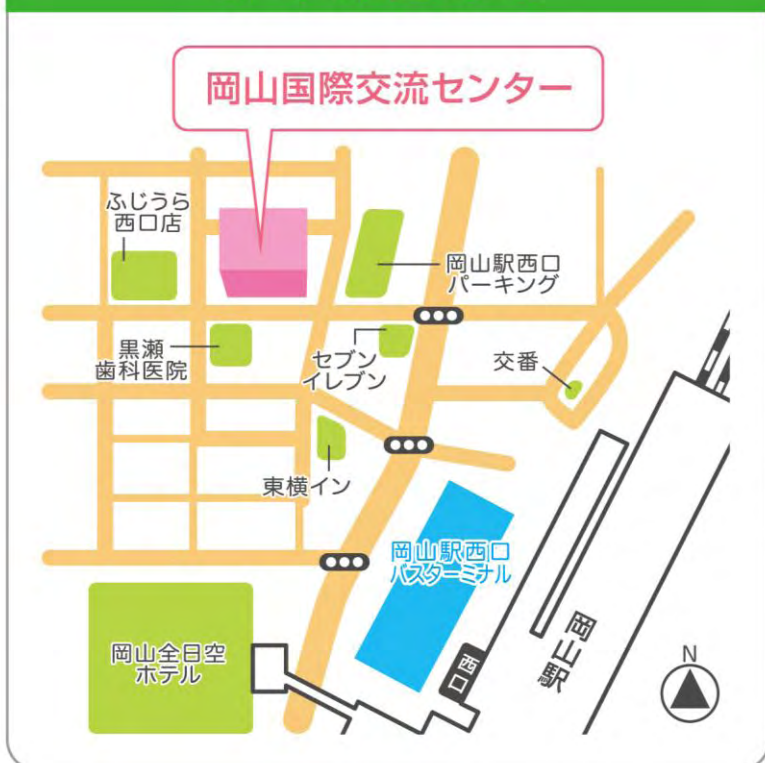 岡山国際交流センター
ふじうら
西口店
岡山駅西口
パーキング
黒瀬
歯科医院
セブン
イレブン
交番
東横イン
岡山駅西口
バスターミナル
岡山全日空
ホテル
西口
岡山駅
N